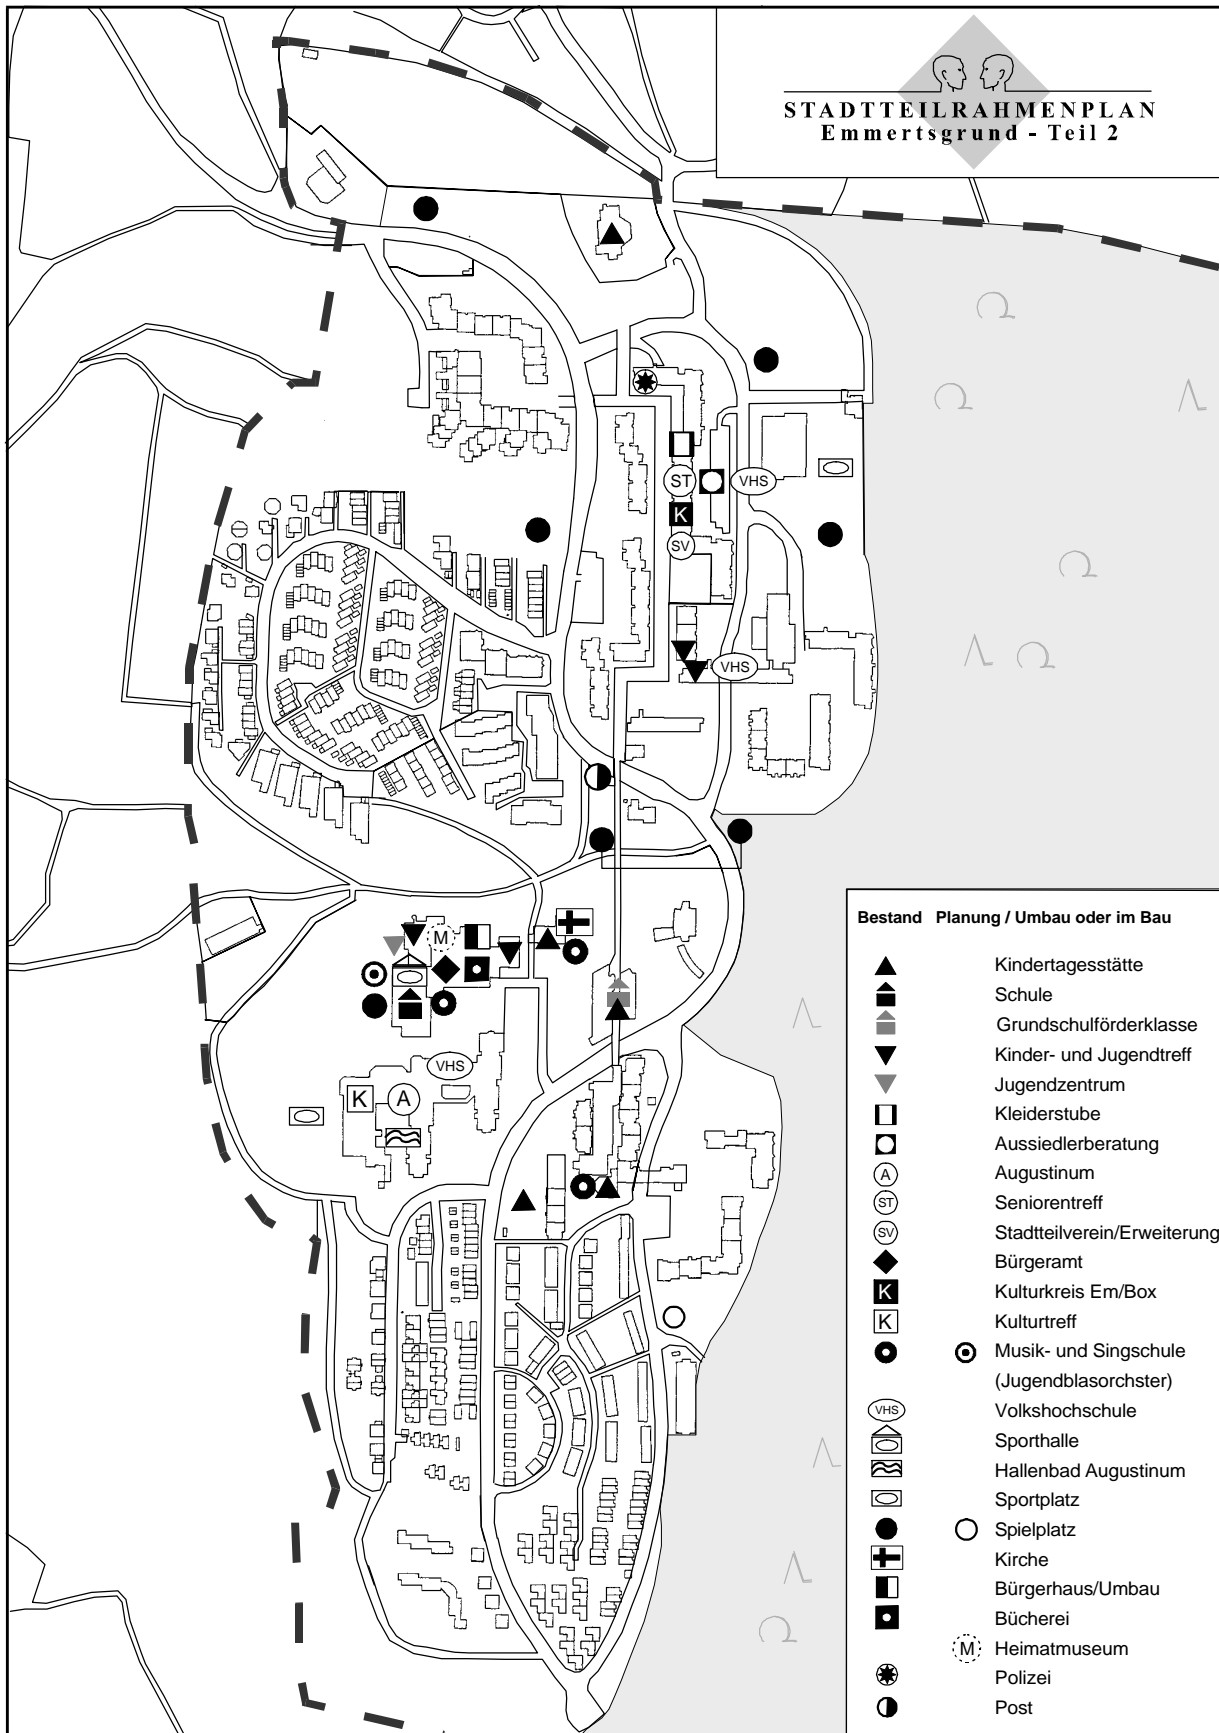 STADTTEILRAHMENPLAN
Emmertsgrund - Teil 2
ST
VHS
K
SV
VHS
M
VHS
K
A
Bestand Planung / Umbau oder im Bau
Kindertagesstätte
Schule
Grundschulförderklasse
Kinder- und Jugendtreff
Jugendzentrum
Kleiderstube
Aussiedlerberatung
A Augustinum
ST Seniorentreff
SV Stadtteilverein/Erweiterung
Bürgeramt
K Kulturkreis Em/Box
K Kulturtreff
Musik- und Singschule
(Jugendblasorchster)
VHS Volkshochschule
Sporthalle
Hallenbad Augustinum
Sportplatz
Spielplatz
Kirche
Bürgerhaus/Umbau
Bücherei
M Heimatmuseum
Polizei
Post